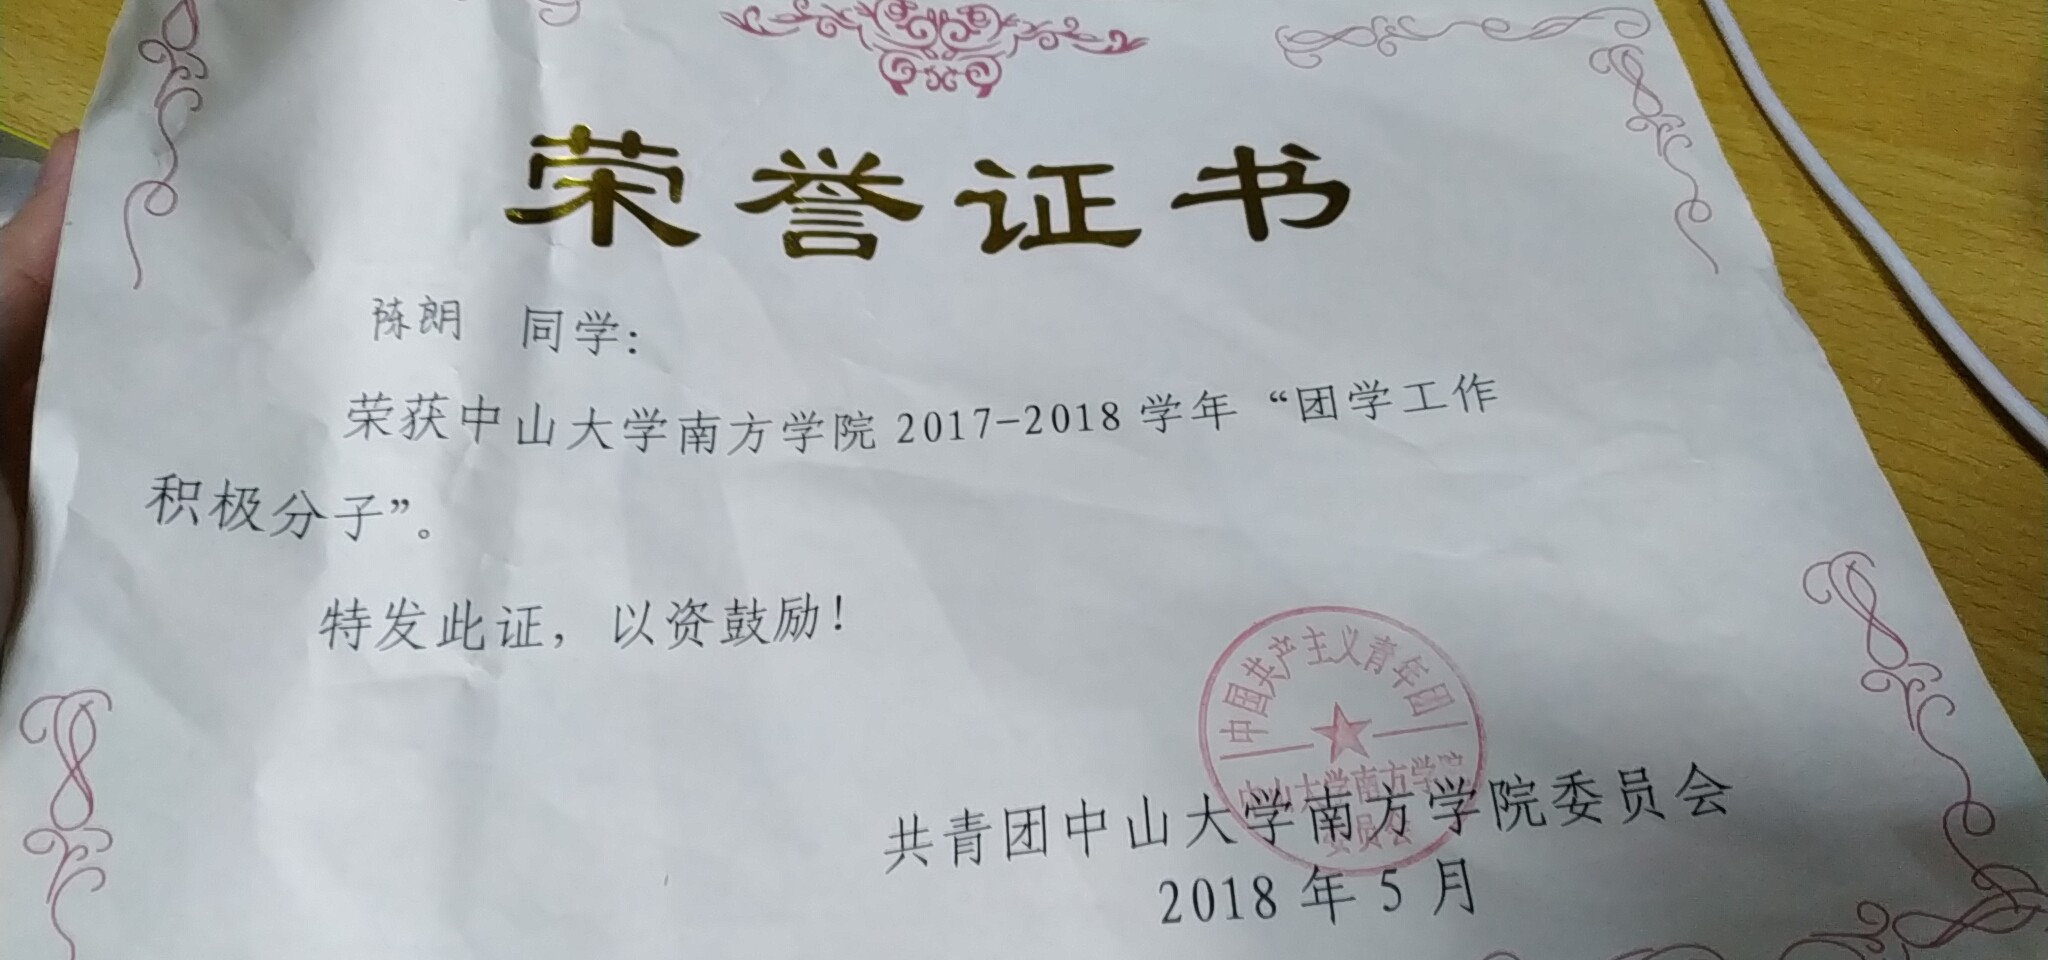 荣誉证书
陈朗 同学：
荣获中山大学南方学院 2017-2018 学年 “团学工作
积极分子”。
特发此证，以资鼓励！
中国共产主义青年团
中山大学南方学院
委员会
共青团中山大学南方学院委员会
2018 年 5 月